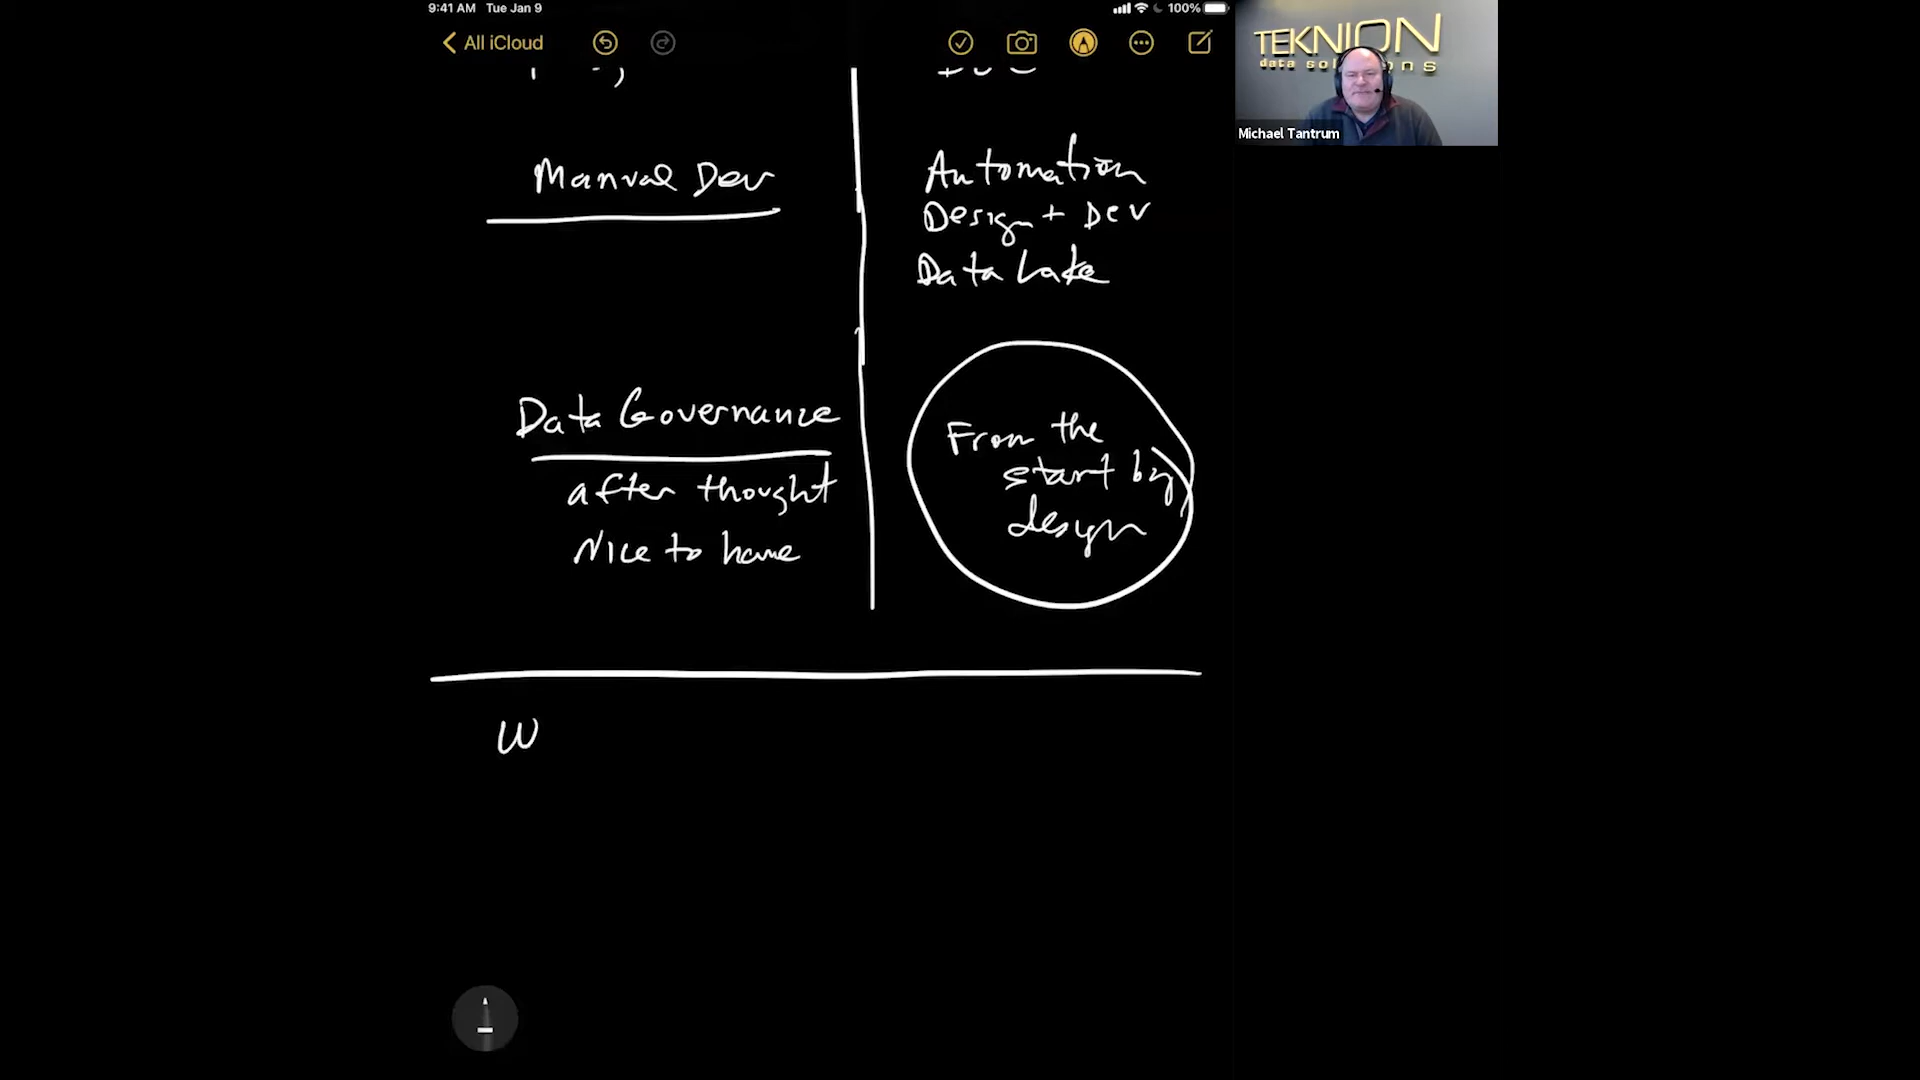 9:41 AM Tue Jan 9
100%
All iCloud
TEKNION
data solutions
Michael Tantrum
Manual Dev
Automation
Design + Dev
Data Lake
Data Governance
after thought
Nice to have
From the
start by
design
W